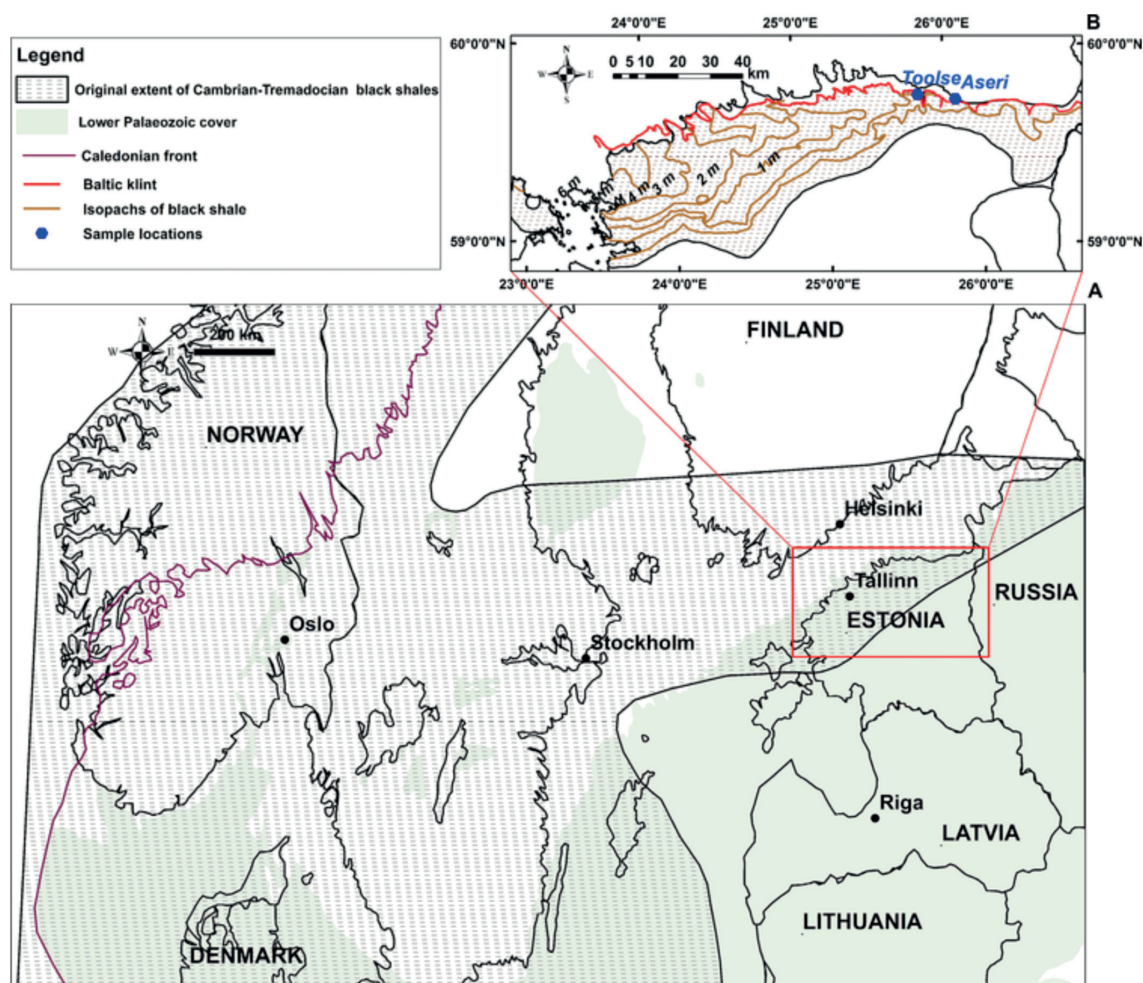 Legend
Original extent of Cambrian-Tremadocian black shales
Lower Palaeozoic cover
Caledonian front
Baltic klint
Isopachs of black shale
Sample locations
24°0'0"E 25°0'0"E 26°0'0"E B
60°0'0"N 60°0'0"N
N
W E
S
0 5 10 20 30 40
km
Toolse Aseri
1 m
2 m
3 m
4 m
6 m
59°0'0"N 59°0'0"N
23°0'0"E 24°0'0"E 25°0'0"E 26°0'0"E
A
N
W E
S
200 km
FINLAND
NORWAY
Helsinki
Tallinn
RUSSIA
ESTONIA
Oslo
Stockholm
Riga
LATVIA
LITHUANIA
DENMARK